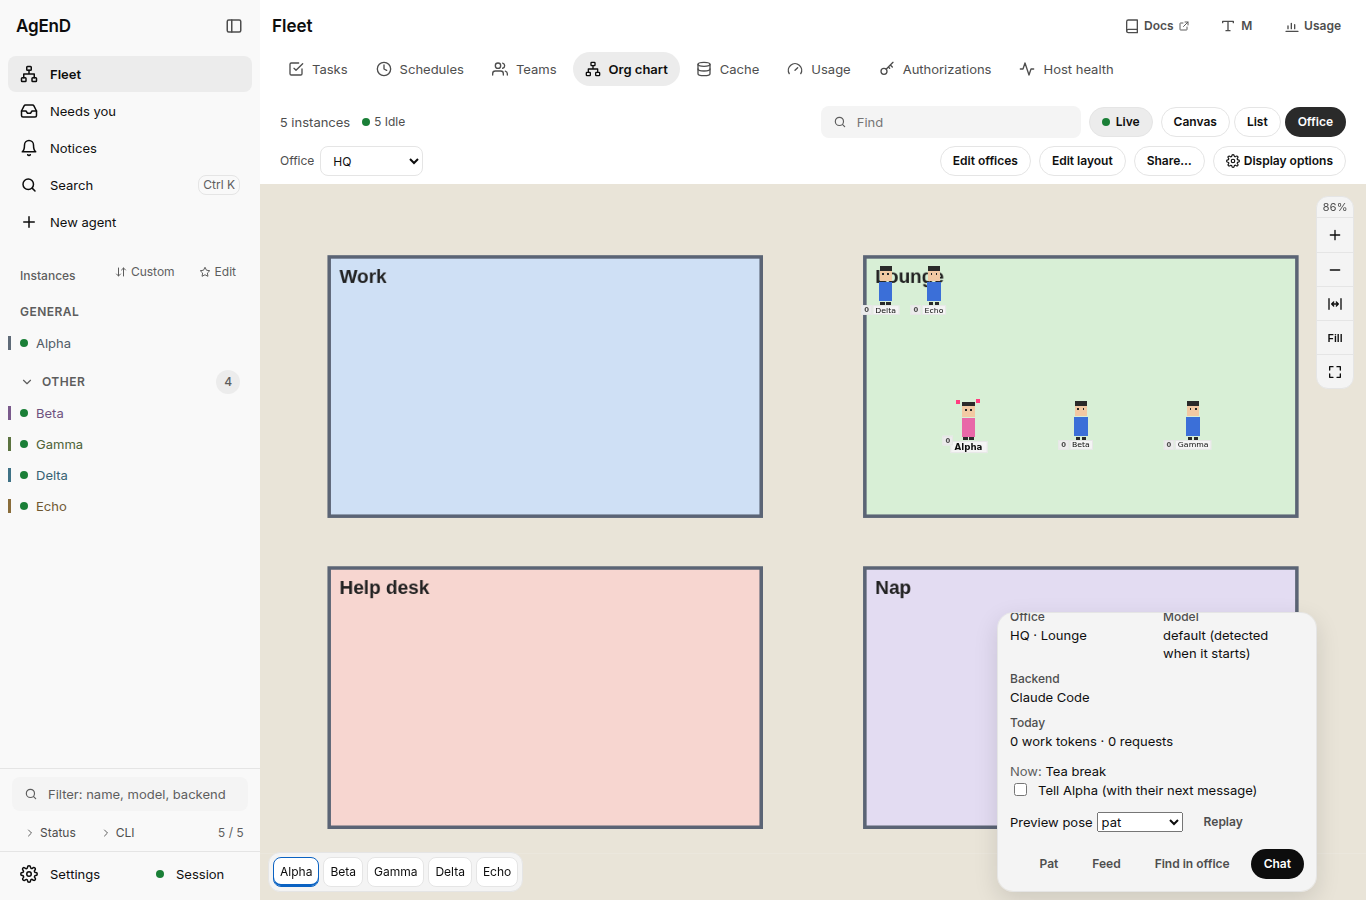 AgEnD
Fleet
Needs you
Notices
Search
Ctrl K
New agent
Instances
Custom
Edit
GENERAL
Alpha
OTHER
4
Beta
Gamma
Delta
Echo
Filter: name, model, backend
Status
CLI
5 / 5
Settings
Session
Fleet
Docs
M
Usage
Tasks
Schedules
Teams
Org chart
Cache
Usage
Authorizations
Host health
5 instances
5 Idle
Find
Live
Canvas
List
Office
Office
HQ
Edit offices
Edit layout
Share...
Display options
86%
Fill
Work
Lounge
0 Delta
0 Echo
0 Alpha
0 Beta
0 Gamma
Help desk
Nap
Office
HQ · Lounge
Model
default (detected
when it starts)
Backend
Claude Code
Today
0 work tokens · 0 requests
Now: Tea break
Tell Alpha (with their next message)
Preview pose
pat
Replay
Pat
Feed
Find in office
Chat
Alpha
Beta
Gamma
Delta
Echo